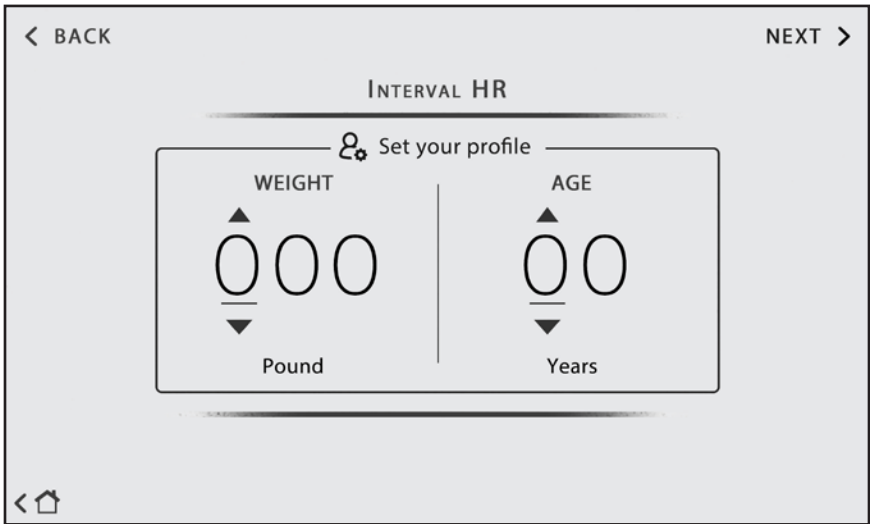 BACK
NEXT
INTERVAL HR
Set your profile
WEIGHT
AGE
000
00
Pound
Years